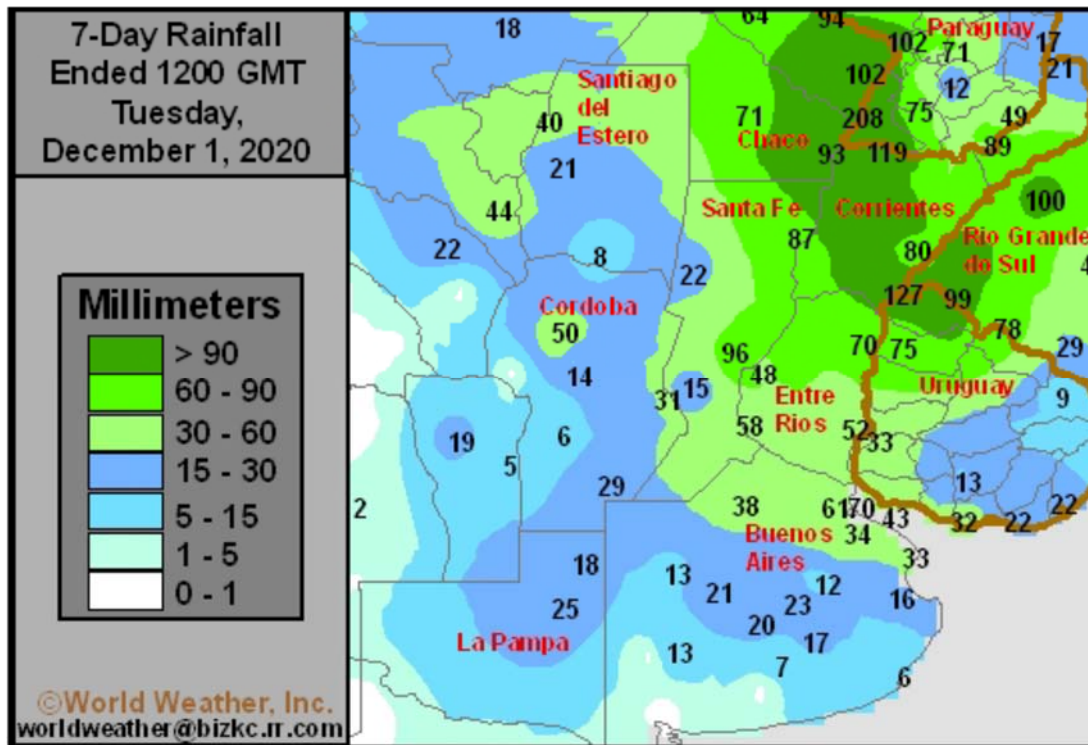 7-Day Rainfall
Ended 1200 GMT
Tuesday,
December 1, 2020
Millimeters
> 90
60 - 90
30 - 60
15 - 30
5 - 15
1 - 5
0 - 1
©World Weather, Inc.
worldweather@bizkc.rr.com
18
64
94
102
Paraguay
71
17
21
102
12
Santiago
del
Estero
40
71
208
75
49
Chaco
93
119
89
21
44
Santa Fe
Corrientes
100
22
8
87
80
Rio Grande
do Sul
4
22
127
99
Cordoba
50
78
96
70
75
29
14
48
31
15
Entre
Rios
Uruguay
9
19
6
58
52
33
5
29
13
2
38
70
43
32
22
22
Buenos
Aires
34
33
18
13
21
12
25
23
16
20
La Pampa
13
17
7
6